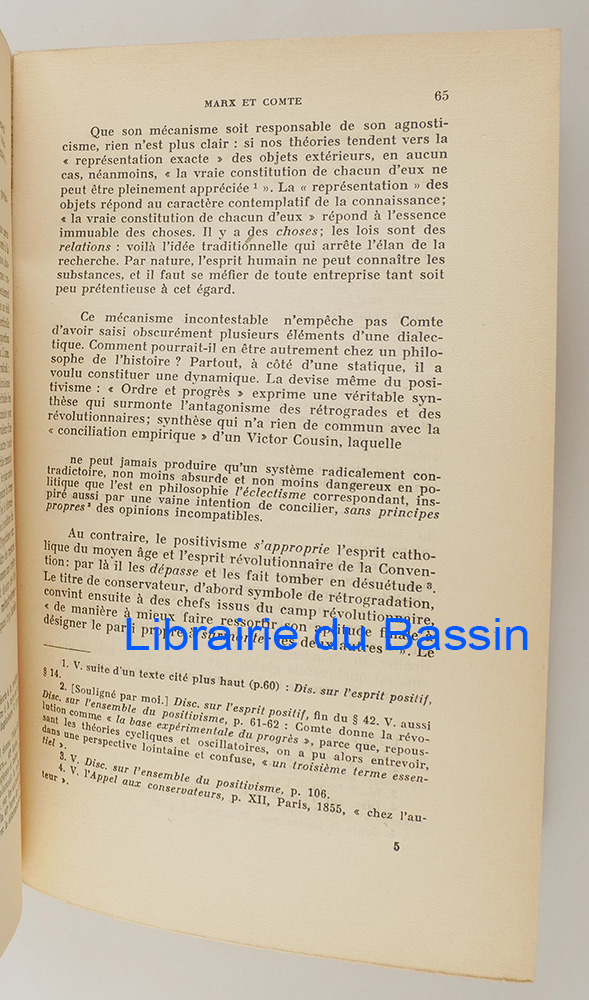 MARX ET COMTE 65
Que son mécanisme soit responsable de son agnosti-
cisme, rien n'est plus clair : si nos théories tendent vers la
« représentation exacte » des objets extérieurs, en aucun
cas, néanmoins, « la vraie constitution de chacun d'eux ne
peut être pleinement appréciée ¹ ». La « représentation » des
objets répond au caractère contemplatif de la connaissance;
« la vraie constitution de chacun d'eux » répond à l'essence
immuable des choses. Il y a des choses; les lois sont des
relations : voilà l'idée traditionnelle qui arrête l'élan de la
recherche. Par nature, l'esprit humain ne peut connaître les
substances, et il faut se méfier de toute entreprise tant soit
peu prétentieuse à cet égard.
Ce mécanisme incontestable n'empêche pas Comte
d'avoir saisi obscurément plusieurs éléments d'une dialec-
tique. Comment pourrait-il en être autrement chez un philo-
sophe de l'histoire ? Partout, à côté d'une statique, il a
voulu constituer une dynamique. La devise même du posi-
tivisme : « Ordre et progrès » exprime une véritable syn-
thèse qui surmonte l'antagonisme des rétrogrades et des
révolutionnaires; synthèse qui n'a rien de commun avec la
« conciliation empirique » d'un Victor Cousin, laquelle
ne peut jamais produire qu'un système radicalement con-
tradictoire, non moins absurde et non moins dangereux en po-
litique que l'est en philosophie l'éclectisme correspondant, ins-
piré aussi par une vaine intention de concilier, sans principes
propres ² des opinions incompatibles.
Au contraire, le positivisme s'approprie l'esprit catho-
lique du moyen âge et l'esprit révolutionnaire de la Conven-
tion: par là il les dépasse et les fait tomber en désuétude ³.
Le titre de conservateur, d'abord symbole de rétrogradation,
convint ensuite à des chefs issus du camp révolutionnaire,
« de manière à mieux faire ressortir son aptitude finale à
désigner le parti propre à surmonter les deux autres ⁴ ». Le
Librairie du Bassin
1. V. suite d'un texte cité plus haut (p.60) : Dis. sur l'esprit positif,
§ 14.
2. [Souligné par moi.] Disc. sur l'esprit positif, fin du § 42. V. aussi
Disc. sur l'ensemble du positivisme, p. 61-62 : Comte donne la révo-
lution comme « la base expérimentale du progrès », parce que, repous-
sant les théories cycliques et oscillatoires, on a pu alors entrevoir,
dans une perspective lointaine et confuse, « un troisième terme essen-
tiel ».
3. V. Disc. sur l'ensemble du positivisme, p. 106.
4. V. l'Appel aux conservateurs, p. XII, Paris, 1855, « chez l'au-
teur ».
5